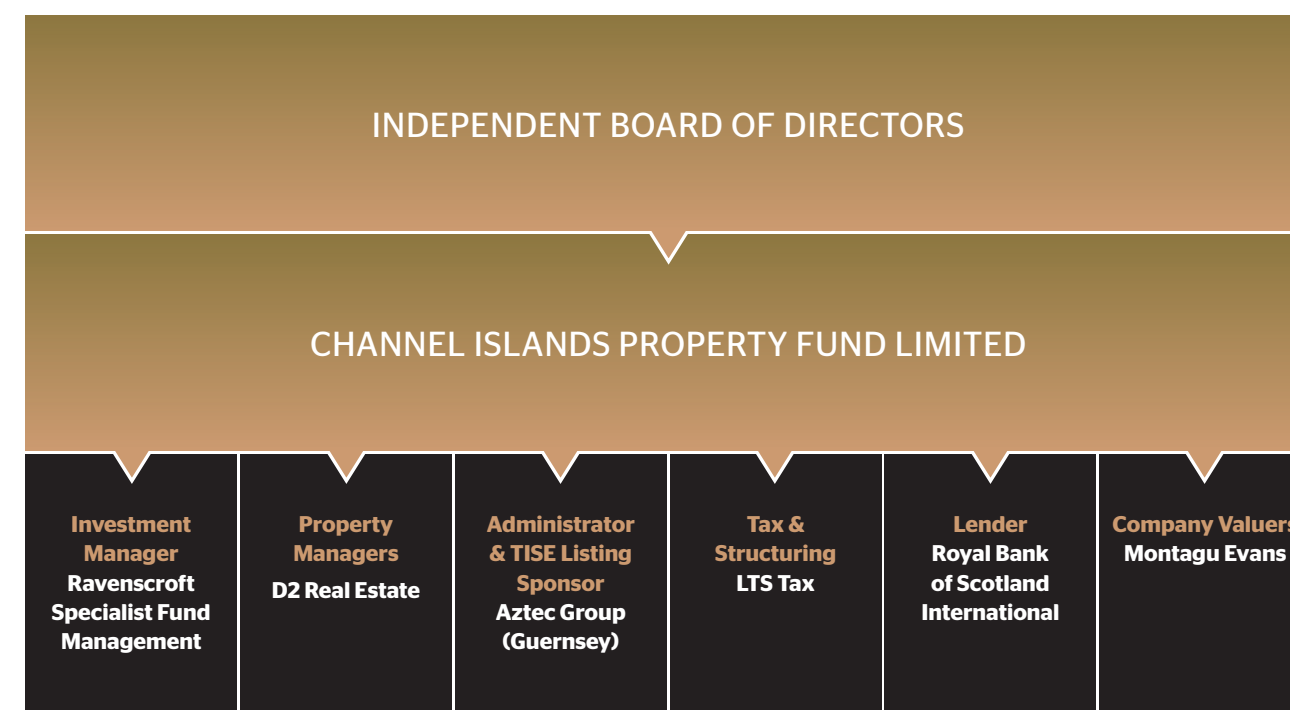 INDEPENDENT BOARD OF DIRECTORS
CHANNEL ISLANDS PROPERTY FUND LIMITED
Investment
Manager
Ravenscroft
Specialist Fund
Management
Property
Managers
D2 Real Estate
Administrator
& TISE Listing
Sponsor
Aztec Group
(Guernsey)
Tax &
Structuring
LTS Tax
Lender
Royal Bank
of Scotland
International
Company Valuers
Montagu Evans